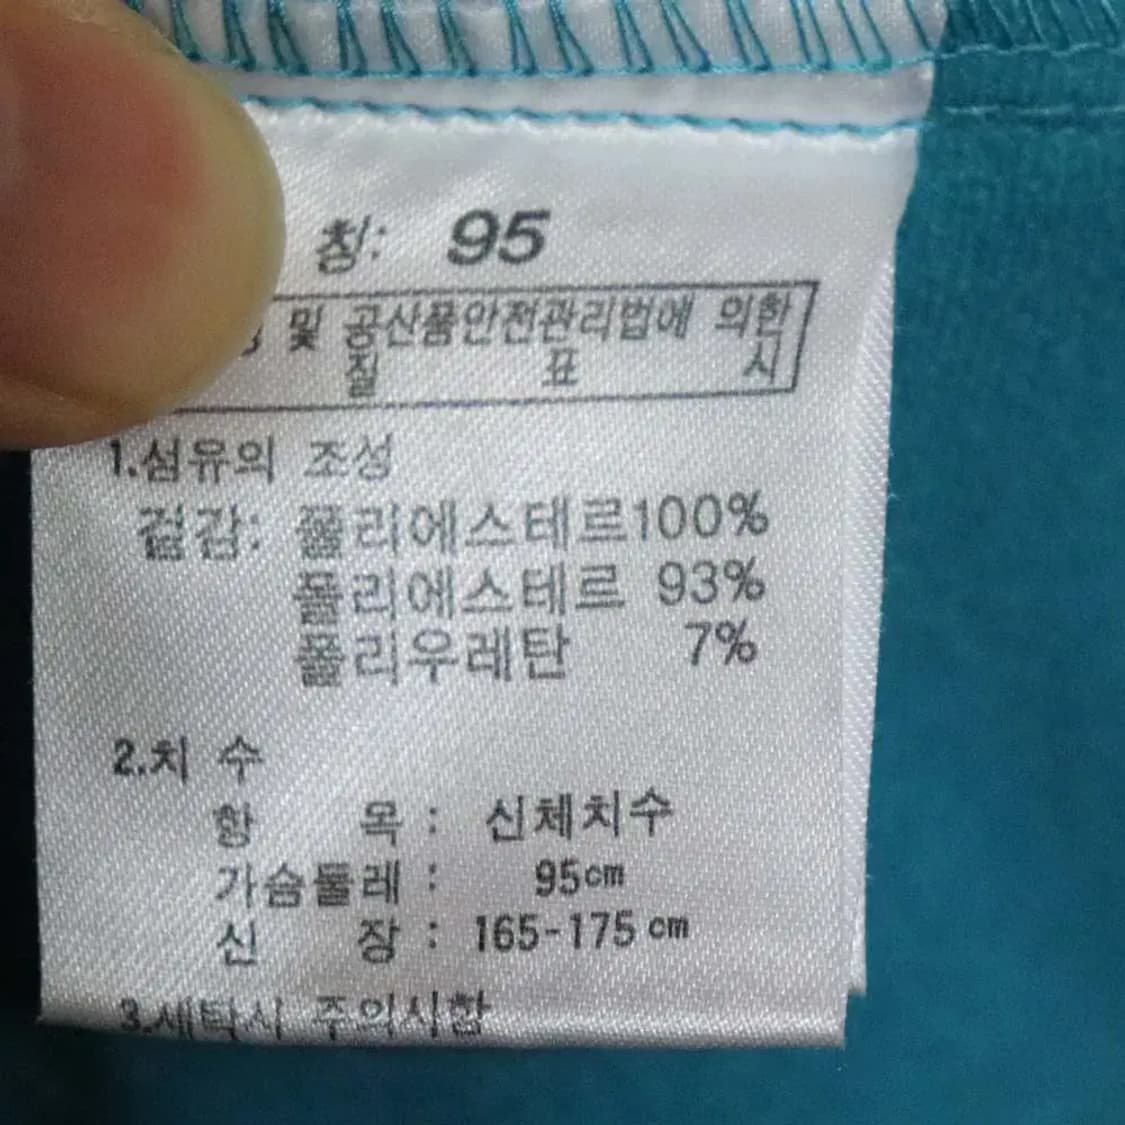 칭: 95
및 공산품안전관리법에 의한
질 표 시
1.섬유의 조성
겉감: 폴리에스테르100%
폴리에스테르 93%
폴리우레탄 7%
2.치 수
항 목 : 신체치수
가슴둘레 : 95cm
신 장 : 165-175cm
3.세탁시 주의사항